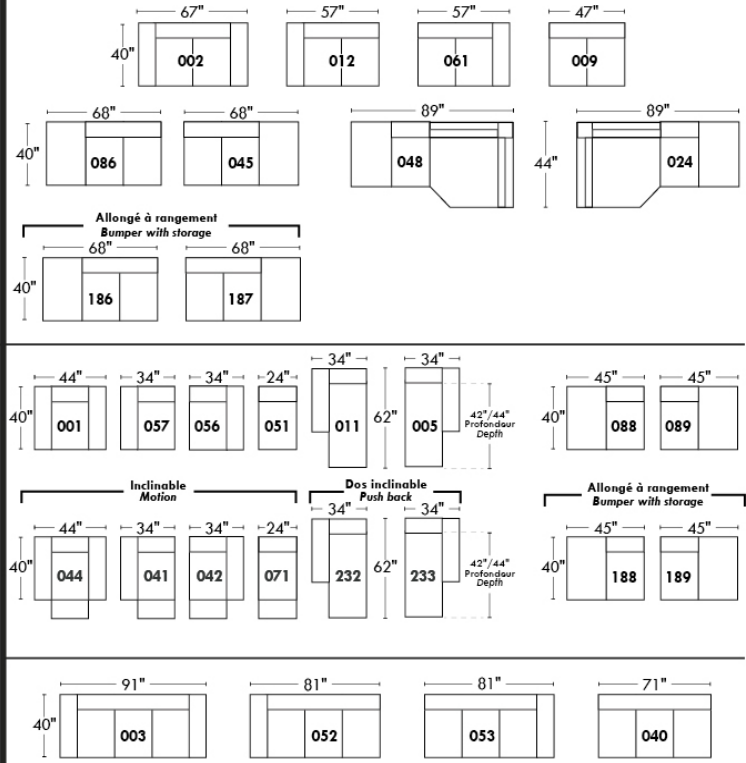 67" 57" 57" 47"
40" 002 012 061 009
68" 68" 89" 89"
40" 086 045 048 44" 024
Allongé à rangement
Bumper with storage
68" 68"
40" 186 187
34" 34"
44" 34" 34" 24" 45" 45"
40" 001 057 056 051 011 62" 005 42"/44" 40" 088 089
Profondeur
Depth
Inclinable
Motion
Dos inclinable
Push back
Allongé à rangement
Bumper with storage
34" 34"
44" 34" 34" 24" 45" 45"
40" 044 041 042 071 232 62" 233 42"/44" 40" 188 189
Profondeur
Depth
91" 81" 81" 71"
40" 003 052 053 040